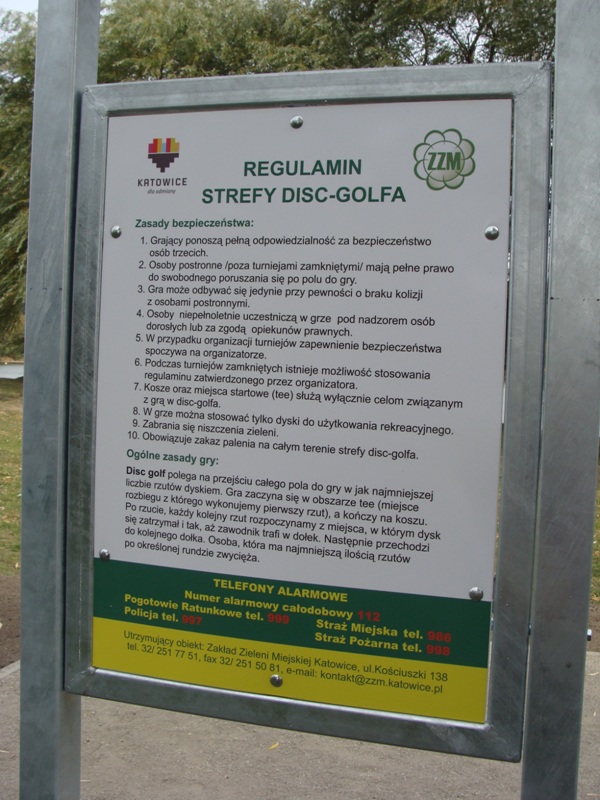 KATOWICE
dla odmiany
ZZM
REGULAMIN
STREFY DISC-GOLFA
Zasady bezpieczeństwa:
1. Grający ponoszą pełną odpowiedzialność za bezpieczeństwo
osób trzecich.
2. Osoby postronne /poza turniejami zamkniętymi/ mają pełne prawo
do swobodnego poruszania się po polu do gry.
3. Gra może odbywać się jedynie przy pewności o braku kolizji
z osobami postronnymi.
4. Osoby niepełnoletnie uczestniczą w grze pod nadzorem osób
dorosłych lub za zgodą opiekunów prawnych.
5. W przypadku organizacji turniejów zapewnienie bezpieczeństwa
spoczywa na organizatorze.
6. Podczas turniejów zamkniętych istnieje możliwość stosowania
regulaminu zatwierdzonego przez organizatora.
7. Kosze oraz miejsca startowe (tee) służą wyłącznie celom związanym
z grą w disc-golfa.
8. W grze można stosować tylko dyski do użytkowania rekreacyjnego.
9. Zabrania się niszczenia zieleni.
10. Obowiązuje zakaz palenia na całym terenie strefy disc-golfa.
Ogólne zasady gry:
Disc golf polega na przejściu całego pola do gry w jak najmniejszej
liczbie rzutów dyskiem. Gra zaczyna się w obszarze tee (miejsce
rozbiegu z którego wykonujemy pierwszy rzut), a kończy na koszu.
Po rzucie, każdy kolejny rzut rozpoczynamy z miejsca, w którym dysk
się zatrzymał i tak, aż zawodnik trafi w dołek. Następnie przechodzi
do kolejnego dołka. Osoba, która ma najmniejszą ilością rzutów
po określonej rundzie zwycięża.
TELEFONY ALARMOWE
Numer alarmowy całodobowy 112
Pogotowie Ratunkowe tel. 999 Straż Miejska tel. 986
Policja tel. 997 Straż Pożarna tel. 998
Utrzymujący obiekt: Zakład Zieleni Miejskiej Katowice, ul.Kościuszki 138
tel. 32/ 251 77 51, fax 32/ 251 50 81, e-mail: kontakt@zzm.katowice.pl